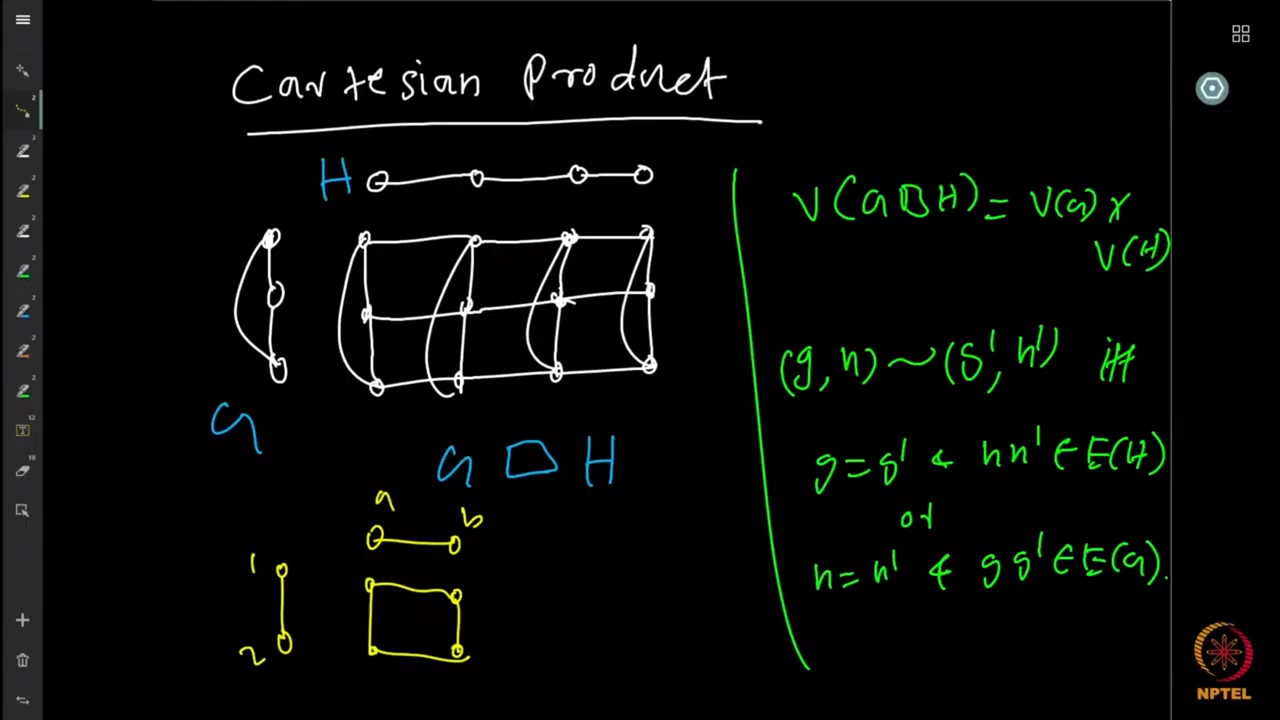 Cartesian Product
H
V(G□H) = V(G) x
V(H)
(g, h) ~ (g', h') iff
g = g' & hh' ∈ E(H)
or
h = h' & gg' ∈ E(G).
G
G □ H
a
b
1
2
NPTEL